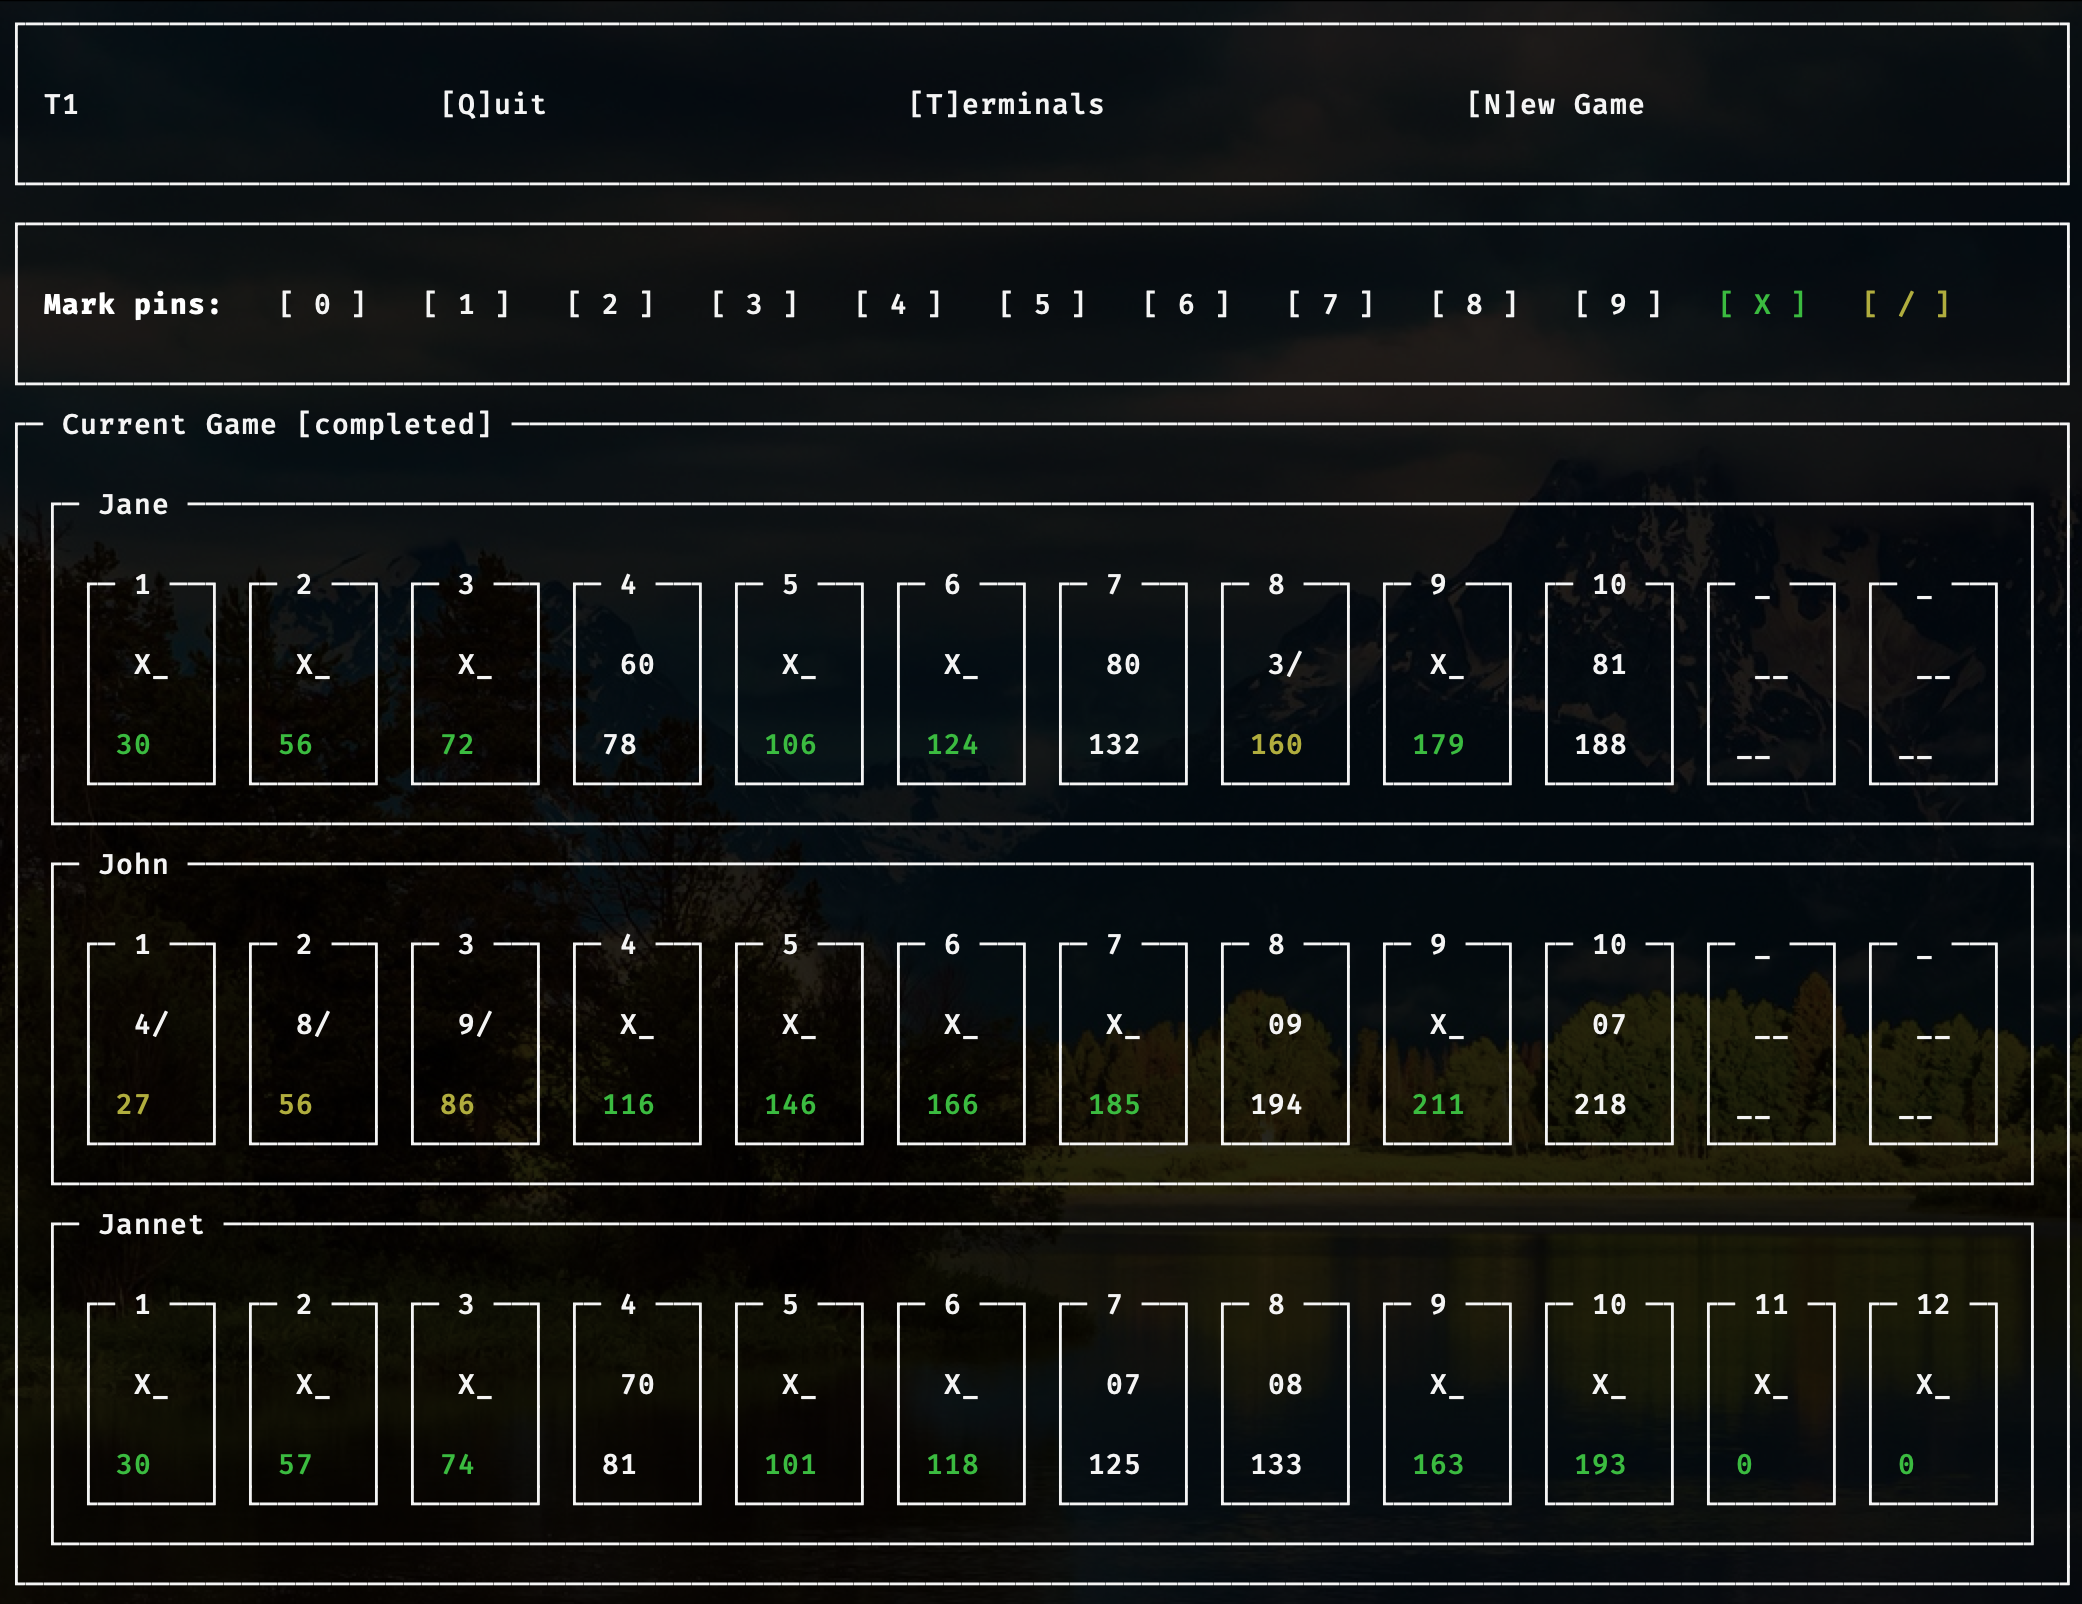 T1 [Q]uit [T]erminals [N]ew Game
Mark pins: [ 0 ] [ 1 ] [ 2 ] [ 3 ] [ 4 ] [ 5 ] [ 6 ] [ 7 ] [ 8 ] [ 9 ] [ X ] [ / ]
Current Game [completed]
Jane
1 2 3 4 5 6 7 8 9 10 _ _
X_ X_ X_ 60 X_ X_ 80 3/ X_ 81 __ __
30 56 72 78 106 124 132 160 179 188 __ __
John
1 2 3 4 5 6 7 8 9 10 _ _
4/ 8/ 9/ X_ X_ X_ X_ 09 X_ 07 __ __
27 56 86 116 146 166 185 194 211 218 __ __
Jannet
1 2 3 4 5 6 7 8 9 10 11 12
X_ X_ X_ 70 X_ X_ 07 08 X_ X_ X_ X_
30 57 74 81 101 118 125 133 163 193 0 0